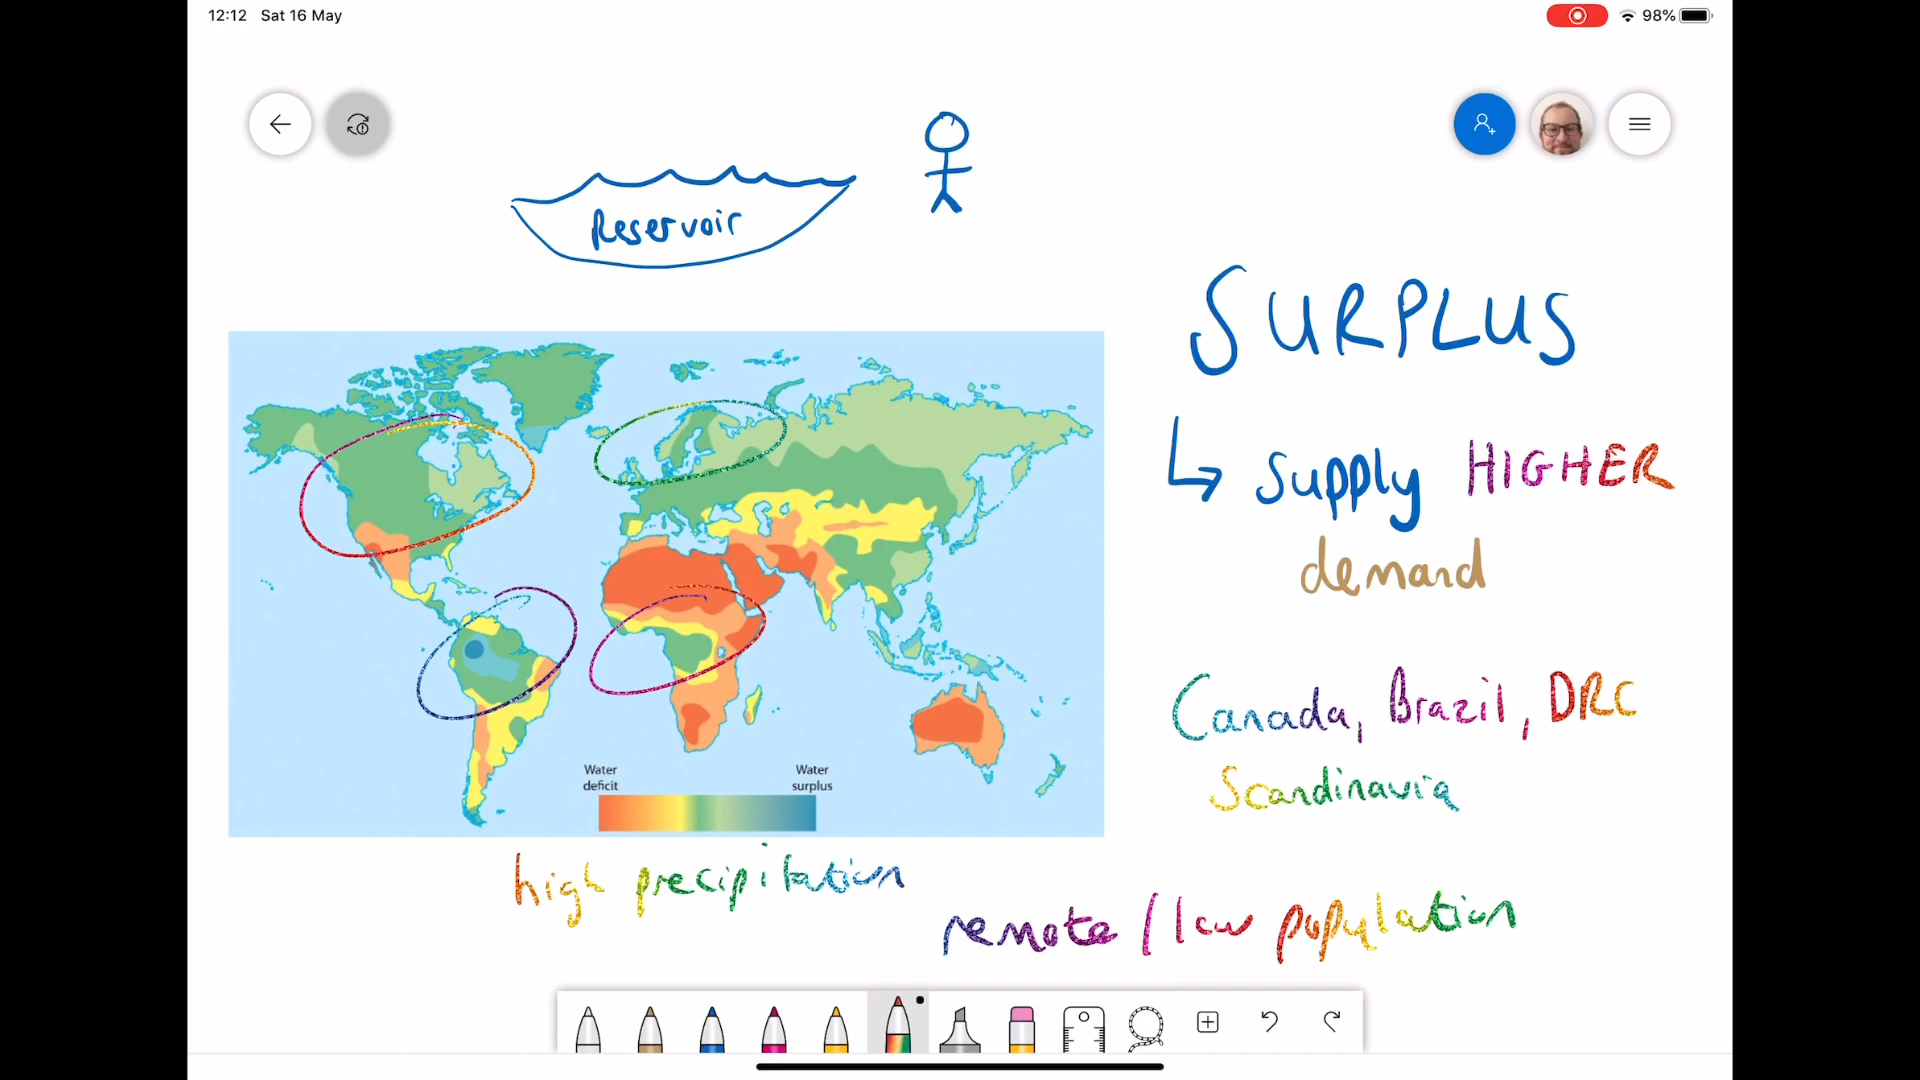 12:12 Sat 16 May 98%
Reservoir
SURPLUS
supply HIGHER
demand
Canada, Brazil, DRC
Scandinavia
Water deficit
Water surplus
high precipitation
remote / low population